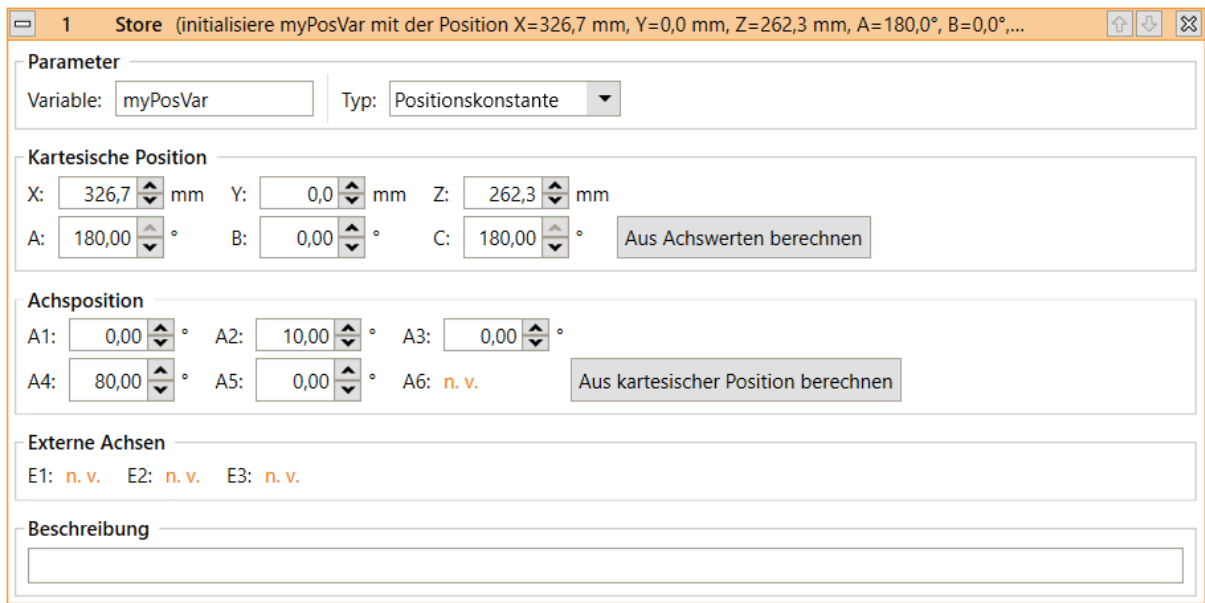 1 Store (initialisiere myPosVar mit der Position X=326,7 mm, Y=0,0 mm, Z=262,3 mm, A=180,0°, B=0,0°,...
Parameter
Variable: myPosVar Typ: Positionskonstante
Kartesische Position
X: 326,7 mm Y: 0,0 mm Z: 262,3 mm
A: 180,00 ° B: 0,00 ° C: 180,00 ° Aus Achswerten berechnen
Achsposition
A1: 0,00 ° A2: 10,00 ° A3: 0,00 °
A4: 80,00 ° A5: 0,00 ° A6: n. v. Aus kartesischer Position berechnen
Externe Achsen
E1: n. v. E2: n. v. E3: n. v.
Beschreibung